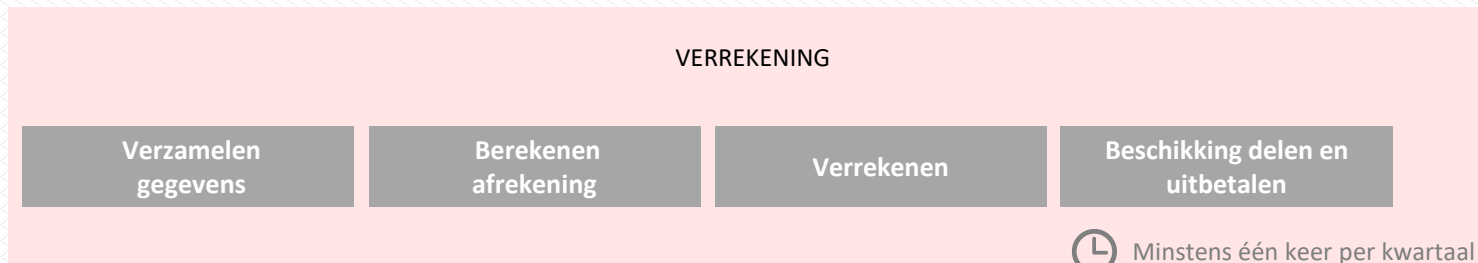 VERREKENING
Verzamelen
gegevens
Berekenen
afrekening
Verrekenen
Beschikking delen en
uitbetalen
Minstens één keer per kwartaal